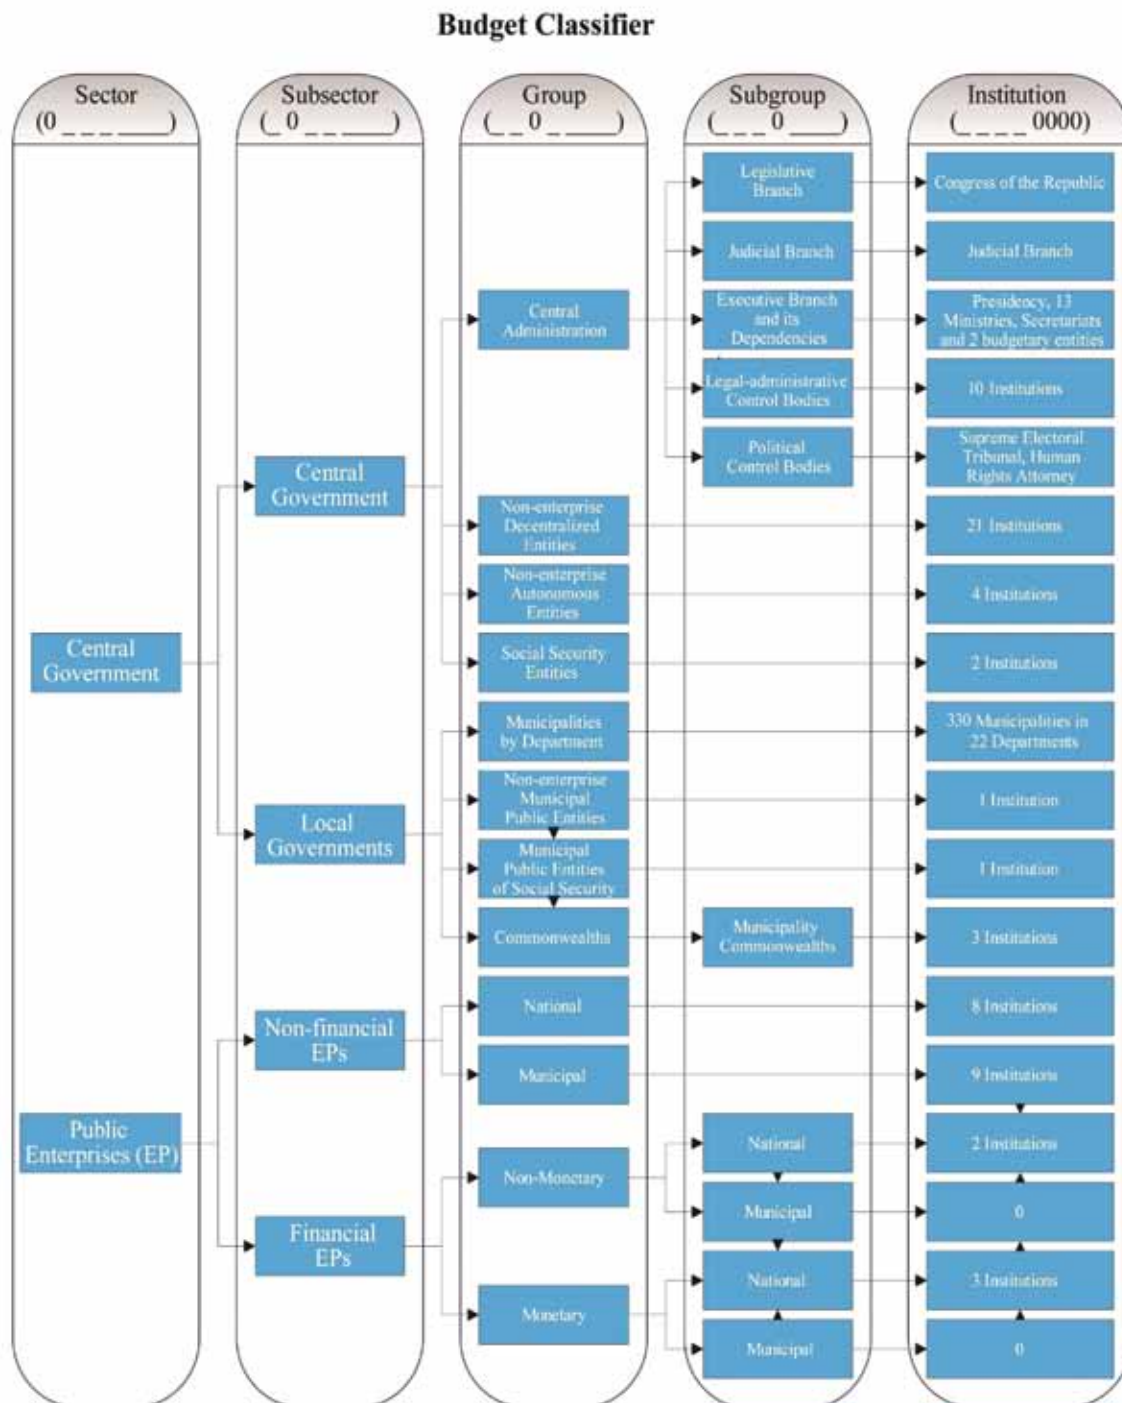 Budget Classifier
Sector
(0 _ _ _ ____)
Subsector
(_ 0 _ _ ____)
Group
(_ _ 0 _ ____)
Subgroup
(_ _ _ 0 ____)
Institution
(_ _ _ _ 0000)
Central
Government
Public
Enterprises (EP)
Central
Government
Local
Governments
Non-financial
EPs
Financial
EPs
Central
Administration
Non-enterprise
Decentralized
Entities
Non-enterprise
Autonomous
Entities
Social Security
Entities
Municipalities
by Department
Non-enterprise
Municipal
Public Entities
Municipal
Public Entities
of Social Security
Commonwealths
National
Municipal
Non-Monetary
Monetary
Legislative
Branch
Judicial Branch
Executive Branch
and its
Dependencies
Legal-administrative
Control Bodies
Political
Control Bodies
Municipality
Commonwealths
National
Municipal
National
Municipal
Congress of the Republic
Judicial Branch
Presidency, 13
Ministries, Secretariats
and 2 budgetary entities
10 Institutions
Supreme Electoral
Tribunal, Human
Rights Attorney
21 Institutions
4 Institutions
2 Institutions
330 Municipalities in
22 Departments
1 Institution
1 Institution
3 Institutions
8 Institutions
9 Institutions
2 Institutions
0
3 Institutions
0